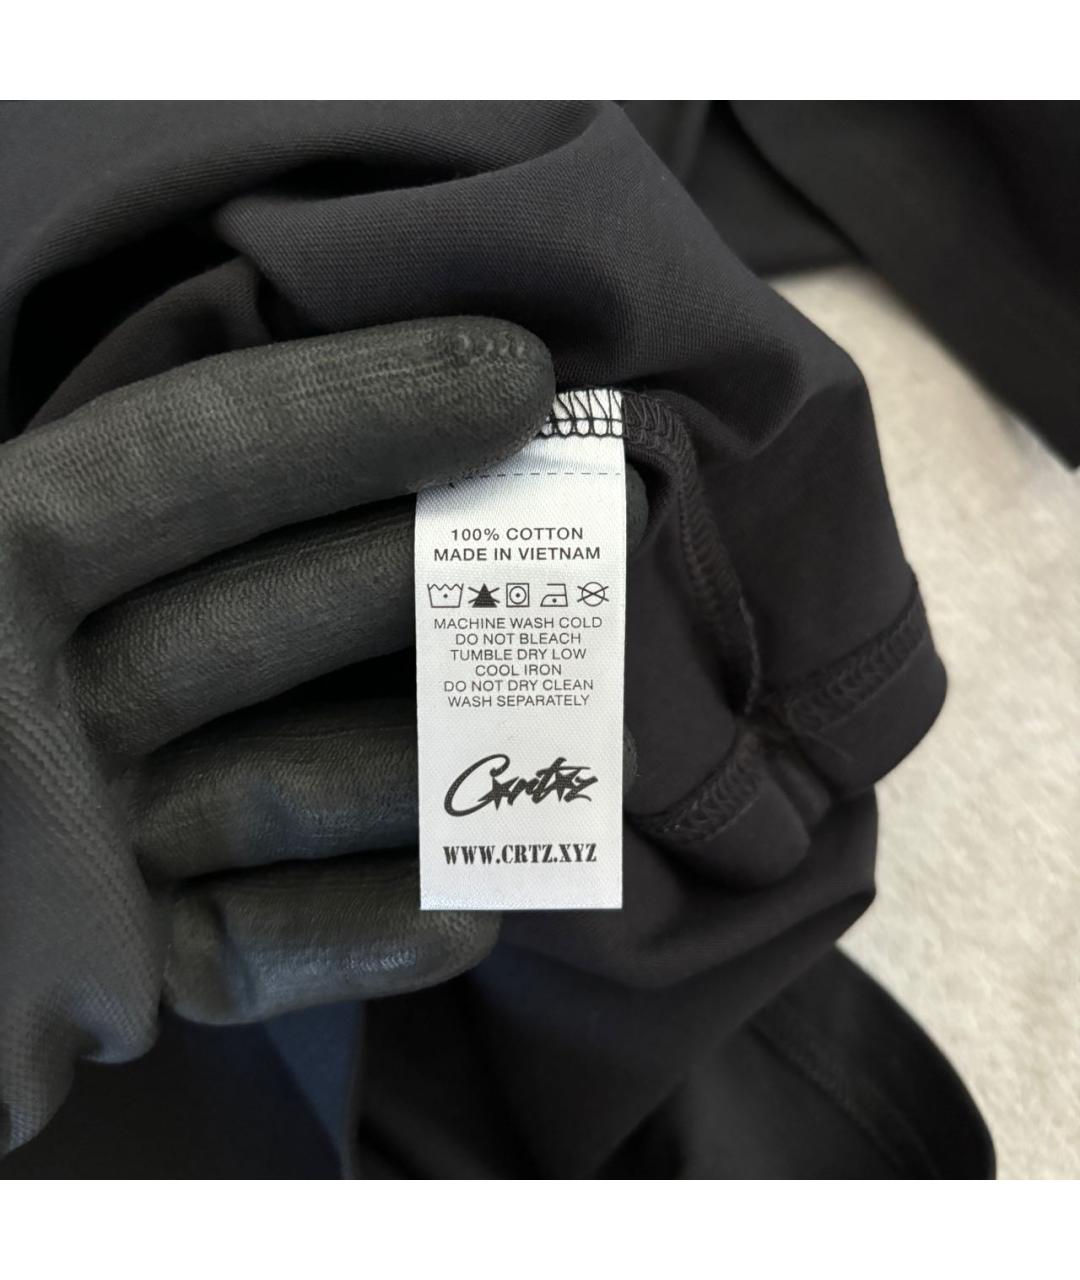 100% COTTON
MADE IN VIETNAM
MACHINE WASH COLD
DO NOT BLEACH
TUMBLE DRY LOW
COOL IRON
DO NOT DRY CLEAN
WASH SEPARATELY
Crtz
WWW.CRTZ.XYZ